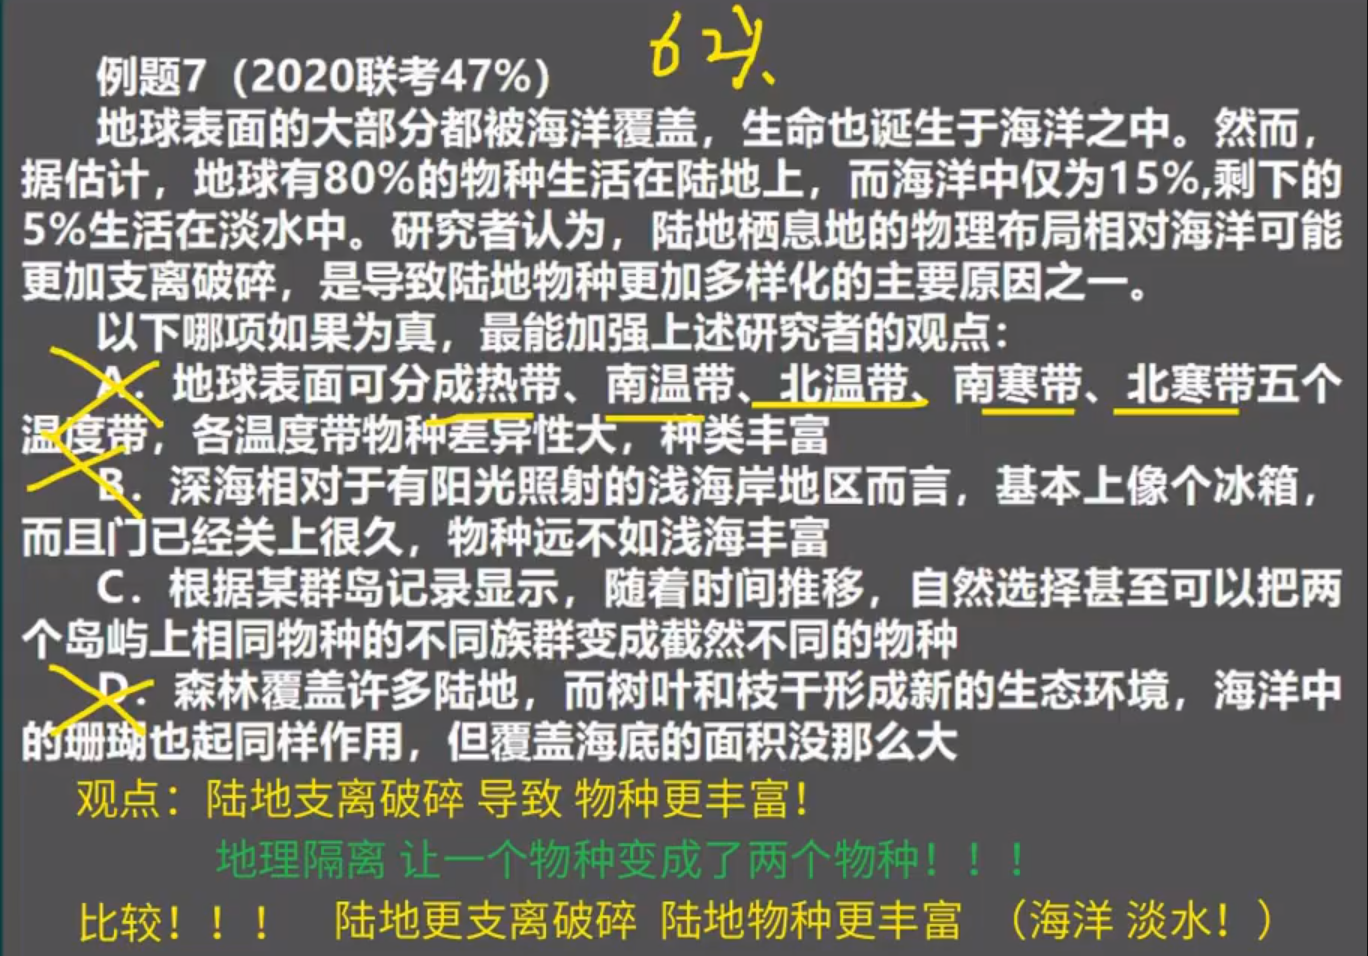 例题7（2020联考47%）
地球表面的大部分都被海洋覆盖，生命也诞生于海洋之中。然而，
据估计，地球有80%的物种生活在陆地上，而海洋中仅为15%,剩下的
5%生活在淡水中。研究者认为，陆地栖息地的物理布局相对海洋可能
更加支离破碎，是导致陆地物种更加多样化的主要原因之一。
以下哪项如果为真，最能加强上述研究者的观点：
A．地球表面可分成热带、南温带、北温带、南寒带、北寒带五个
温度带，各温度带物种差异性大，种类丰富
B．深海相对于有阳光照射的浅海岸地区而言，基本上像个冰箱，
而且门已经关上很久，物种远不如浅海丰富
C．根据某群岛记录显示，随着时间推移，自然选择甚至可以把两
个岛屿上相同物种的不同族群变成截然不同的物种
D．森林覆盖许多陆地，而树叶和枝干形成新的生态环境，海洋中
的珊瑚也起同样作用，但覆盖海底的面积没那么大
观点：陆地支离破碎 导致 物种更丰富！
地理隔离 让一个物种变成了两个物种！！！
比较！！！ 陆地更支离破碎 陆地物种更丰富 （海洋 淡水！）